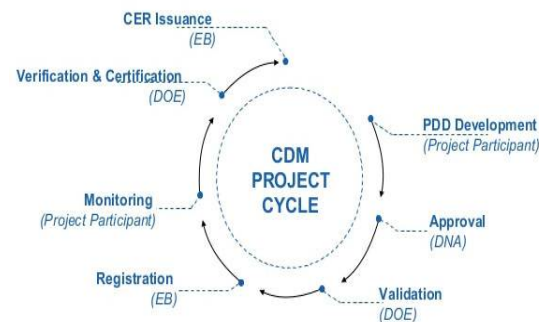 CER Issuance
(EB)
Verification & Certification
(DOE)
PDD Development
(Project Participant)
CDM
PROJECT
CYCLE
Monitoring
(Project Participant)
Approval
(DNA)
Registration
(EB)
Validation
(DOE)